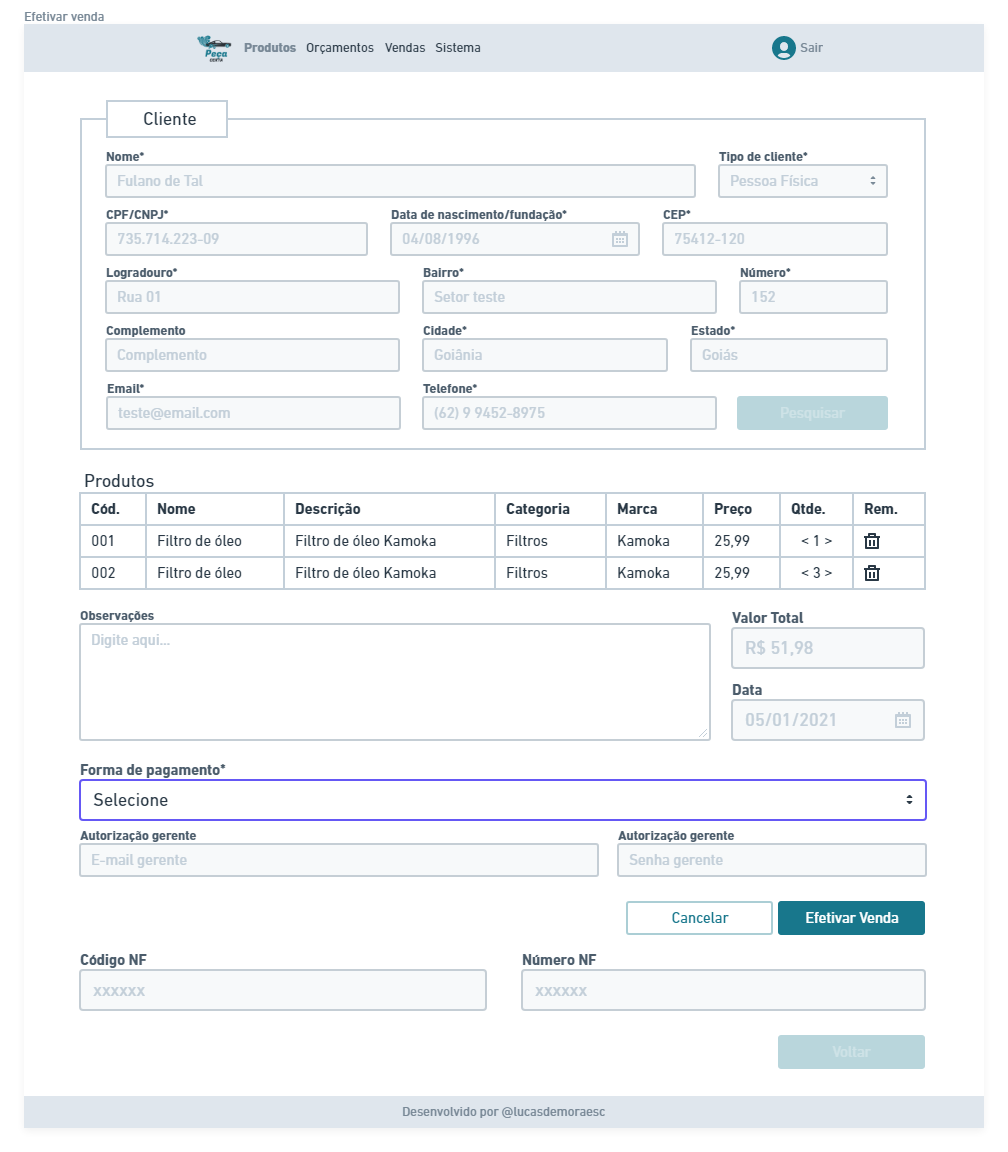 Efetivar venda
Peça certa Produtos Orçamentos Vendas Sistema Sair
Cliente
Nome* Tipo de cliente*
Fulano de Tal Pessoa Física
CPF/CNPJ* Data de nascimento/fundação* CEP*
735.714.223-09 04/08/1996 75412-120
Logradouro* Bairro* Número*
Rua 01 Setor teste 152
Complemento Cidade* Estado*
Complemento Goiânia Goiás
Email* Telefone*
teste@email.com (62) 9 9452-8975 Pesquisar
Produtos
Cód. Nome Descrição Categoria Marca Preço Qtde. Rem.
001 Filtro de óleo Filtro de óleo Kamoka Filtros Kamoka 25,99 < 1 >
002 Filtro de óleo Filtro de óleo Kamoka Filtros Kamoka 25,99 < 3 >
Observações Valor Total
Digite aqui... R$ 51,98
Data
05/01/2021
Forma de pagamento*
Selecione
Autorização gerente Autorização gerente
E-mail gerente Senha gerente
Cancelar Efetivar Venda
Código NF Número NF
xxxxxx xxxxxx
Voltar
Desenvolvido por @lucasdemoraesc